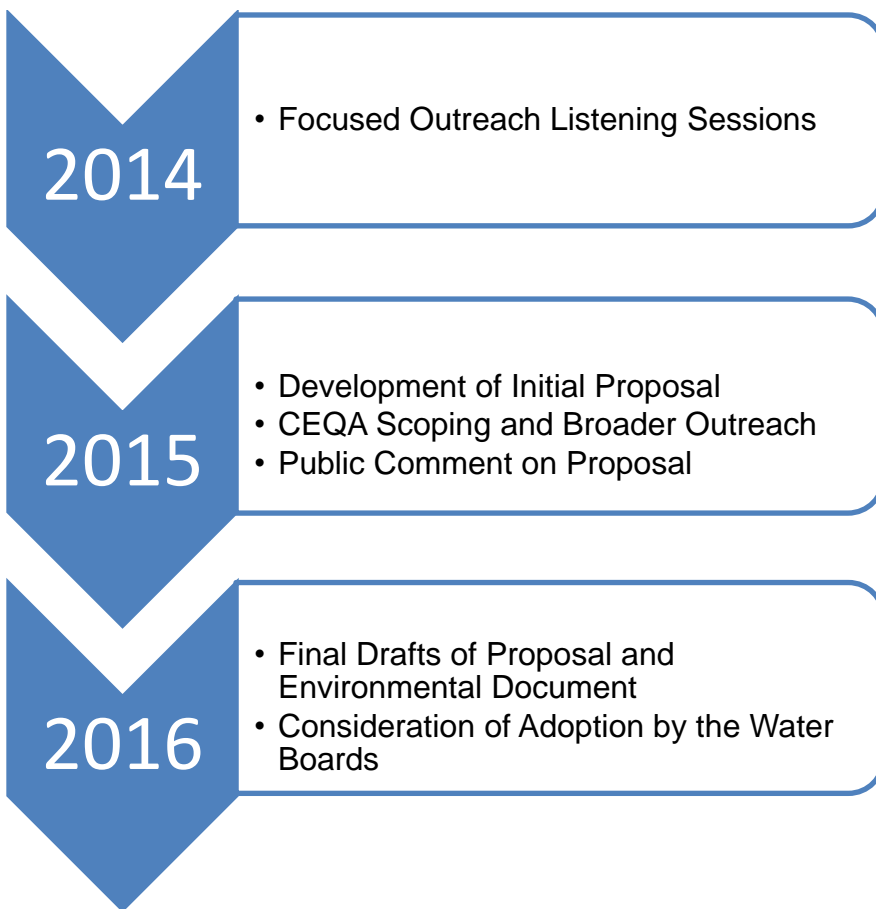 2014
• Focused Outreach Listening Sessions
2015
• Development of Initial Proposal
• CEQA Scoping and Broader Outreach
• Public Comment on Proposal
2016
• Final Drafts of Proposal and
Environmental Document
• Consideration of Adoption by the Water
Boards